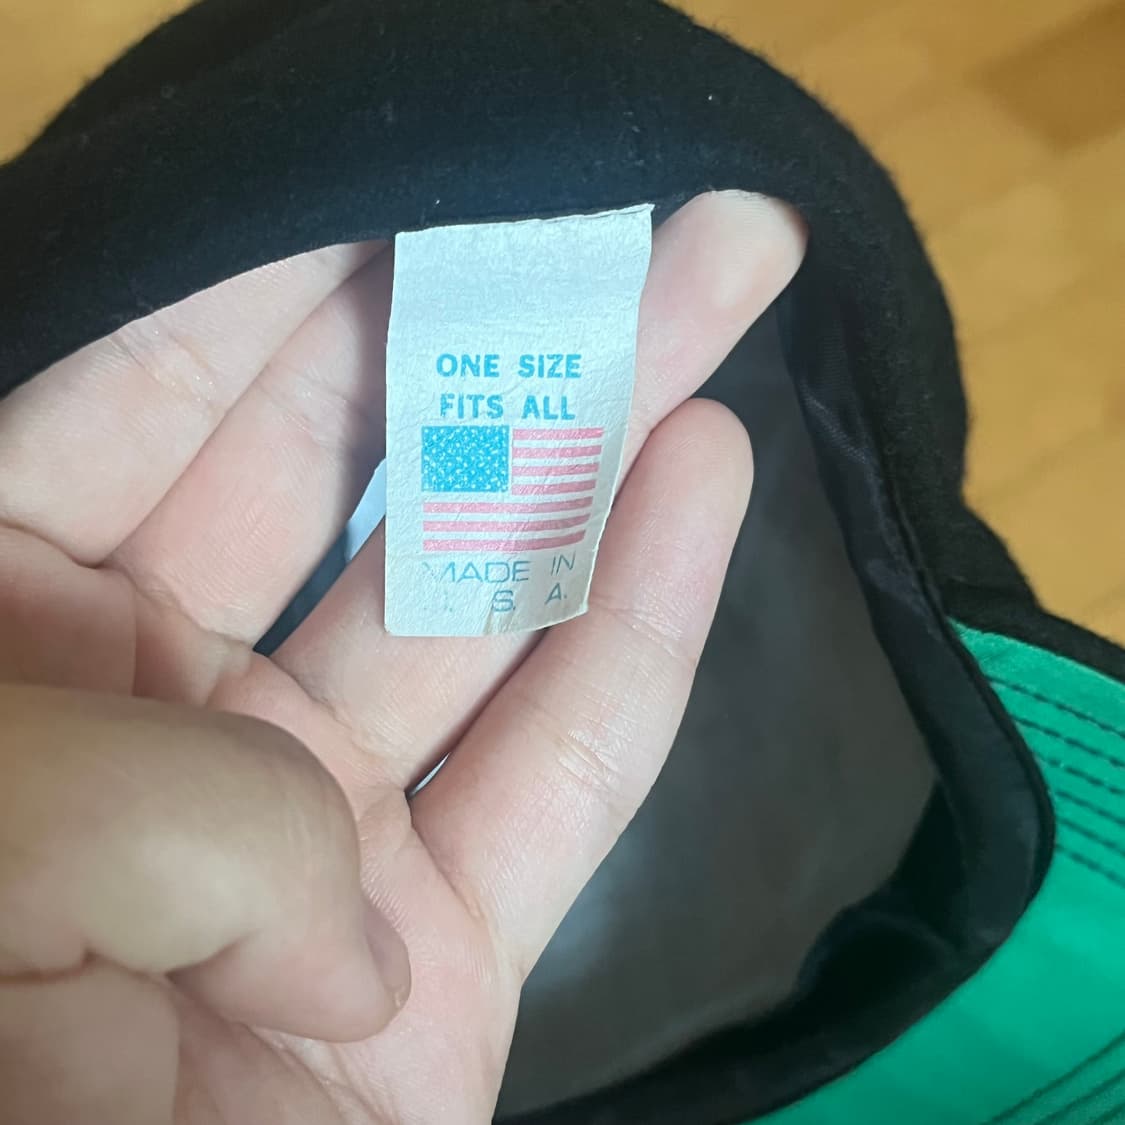 ONE SIZE
FITS ALL
MADE IN
S. A.